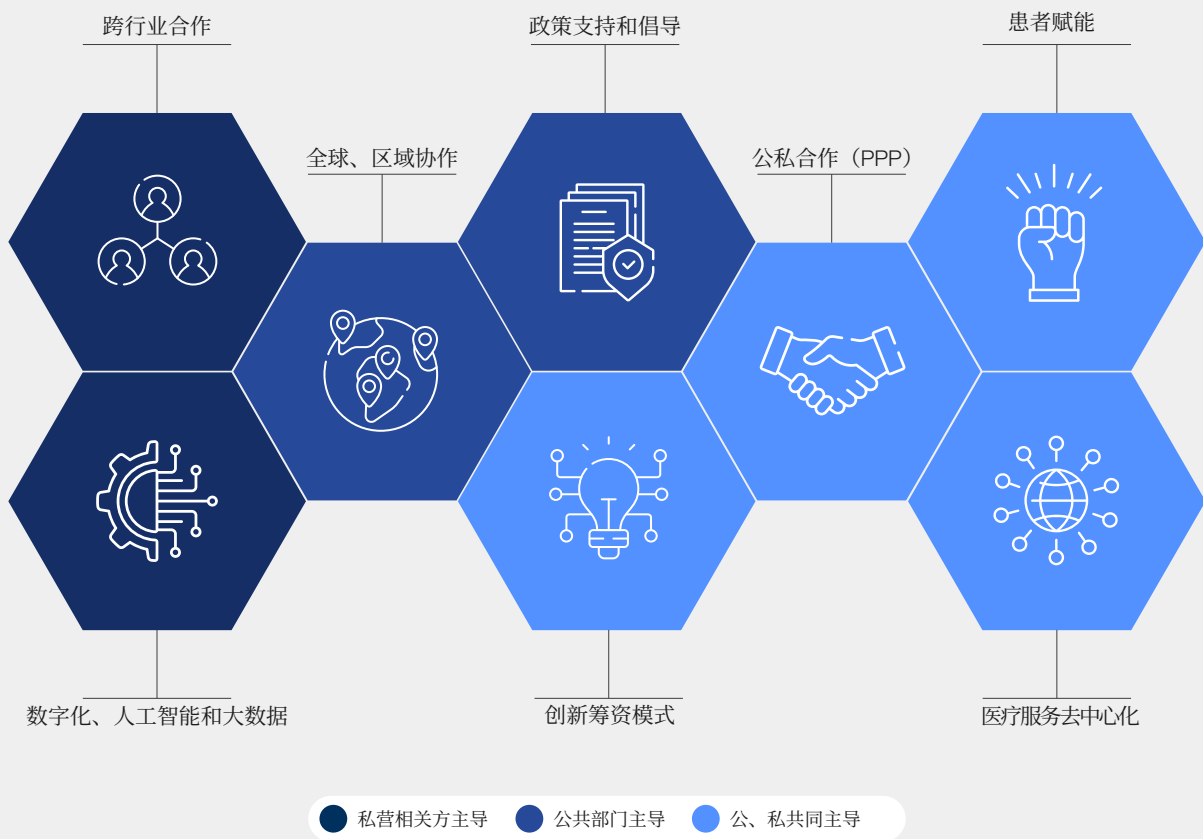 跨行业合作
政策支持和倡导
患者赋能
全球、区域协作
公私合作（PPP）
数字化、人工智能和大数据
创新筹资模式
医疗服务去中心化
私营相关方主导
公共部门主导
公、私共同主导